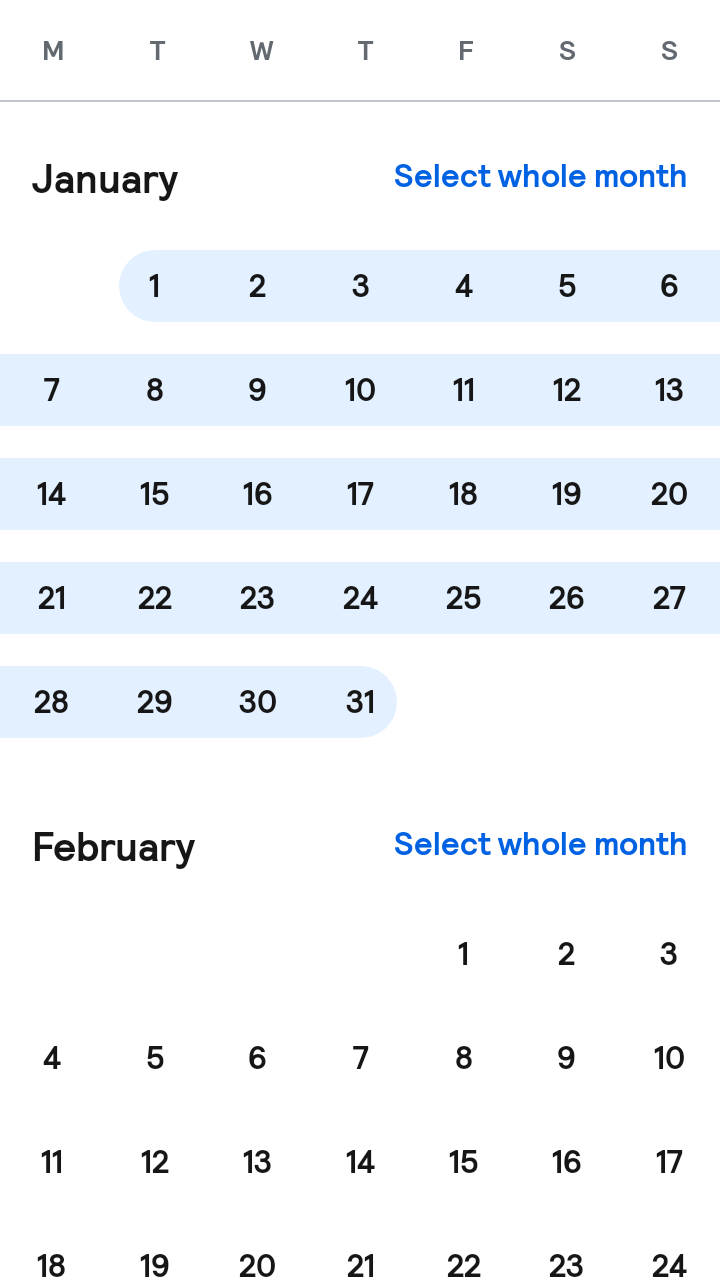 M T W T F S S
January Select whole month
1 2 3 4 5 6
7 8 9 10 11 12 13
14 15 16 17 18 19 20
21 22 23 24 25 26 27
28 29 30 31
February Select whole month
1 2 3
4 5 6 7 8 9 10
11 12 13 14 15 16 17
18 19 20 21 22 23 24